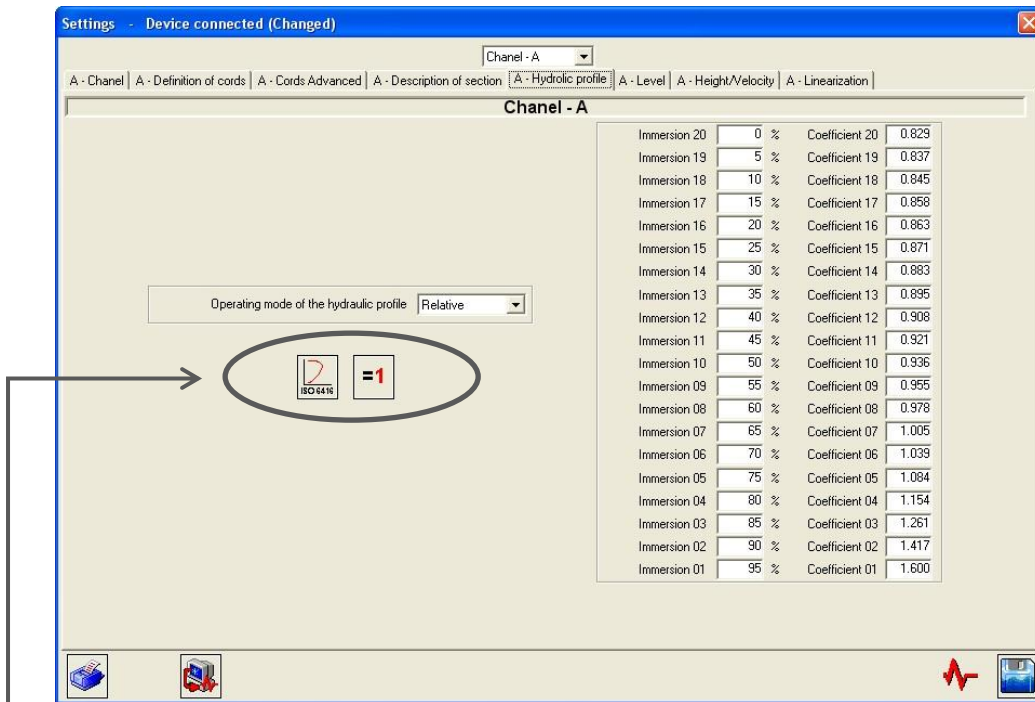 Settings - Device connected (Changed)
Chanel - A
A - Chanel A - Definition of cords A - Cords Advanced A - Description of section A - Hydrolic profile A - Level A - Height/Velocity A - Linearization
Chanel - A
Immersion 20 0 % Coefficient 20 0.829
Immersion 19 5 % Coefficient 19 0.837
Immersion 18 10 % Coefficient 18 0.845
Immersion 17 15 % Coefficient 17 0.858
Immersion 16 20 % Coefficient 16 0.863
Immersion 15 25 % Coefficient 15 0.871
Immersion 14 30 % Coefficient 14 0.883
Immersion 13 35 % Coefficient 13 0.895
Operating mode of the hydraulic profile Relative
Immersion 12 40 % Coefficient 12 0.908
Immersion 11 45 % Coefficient 11 0.921
Immersion 10 50 % Coefficient 10 0.936
ISO 6416 =1
Immersion 09 55 % Coefficient 09 0.955
Immersion 08 60 % Coefficient 08 0.978
Immersion 07 65 % Coefficient 07 1.005
Immersion 06 70 % Coefficient 06 1.039
Immersion 05 75 % Coefficient 05 1.084
Immersion 04 80 % Coefficient 04 1.154
Immersion 03 85 % Coefficient 03 1.261
Immersion 02 90 % Coefficient 02 1.417
Immersion 01 95 % Coefficient 01 1.600